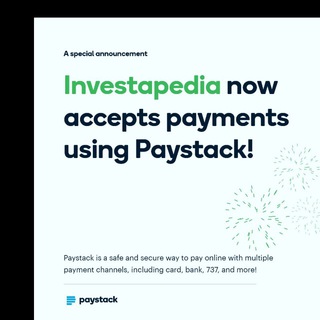 A special announcement
Investapedia now
accepts payments
using Paystack!
Paystack is a safe and secure way to pay online with multiple
payment channels, including card, bank, 737, and more!
paystack